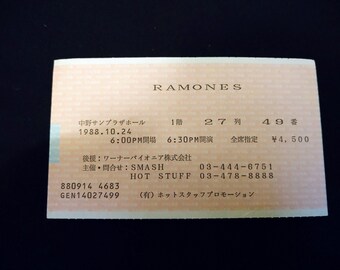 RAMONES
中野サンプラザホール 1階 27 列 49 番
1988.10.24
6:00PM開場 6:30PM開演 全席指定 ¥4,500
後援:ワーナーパイオニア株式会社
主催・問合せ: SMASH 03-444-6751
HOT STUFF 03-478-8888
880914 4683
GEN14027499 (有)ホットスタッフプロモーション